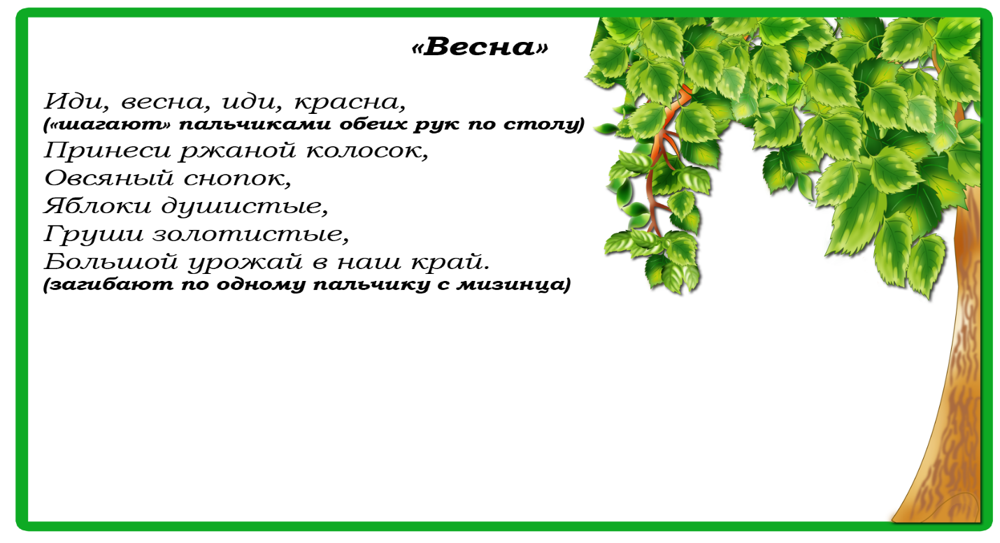 «Весна»
Иди, весна, иди, красна,
(«шагают» пальчиками обеих рук по столу)
Принеси ржаной колосок,
Овсяный снопок,
Яблоки душистые,
Груши золотистые,
Большой урожай в наш край.
(загибают по одному пальчику с мизинца)